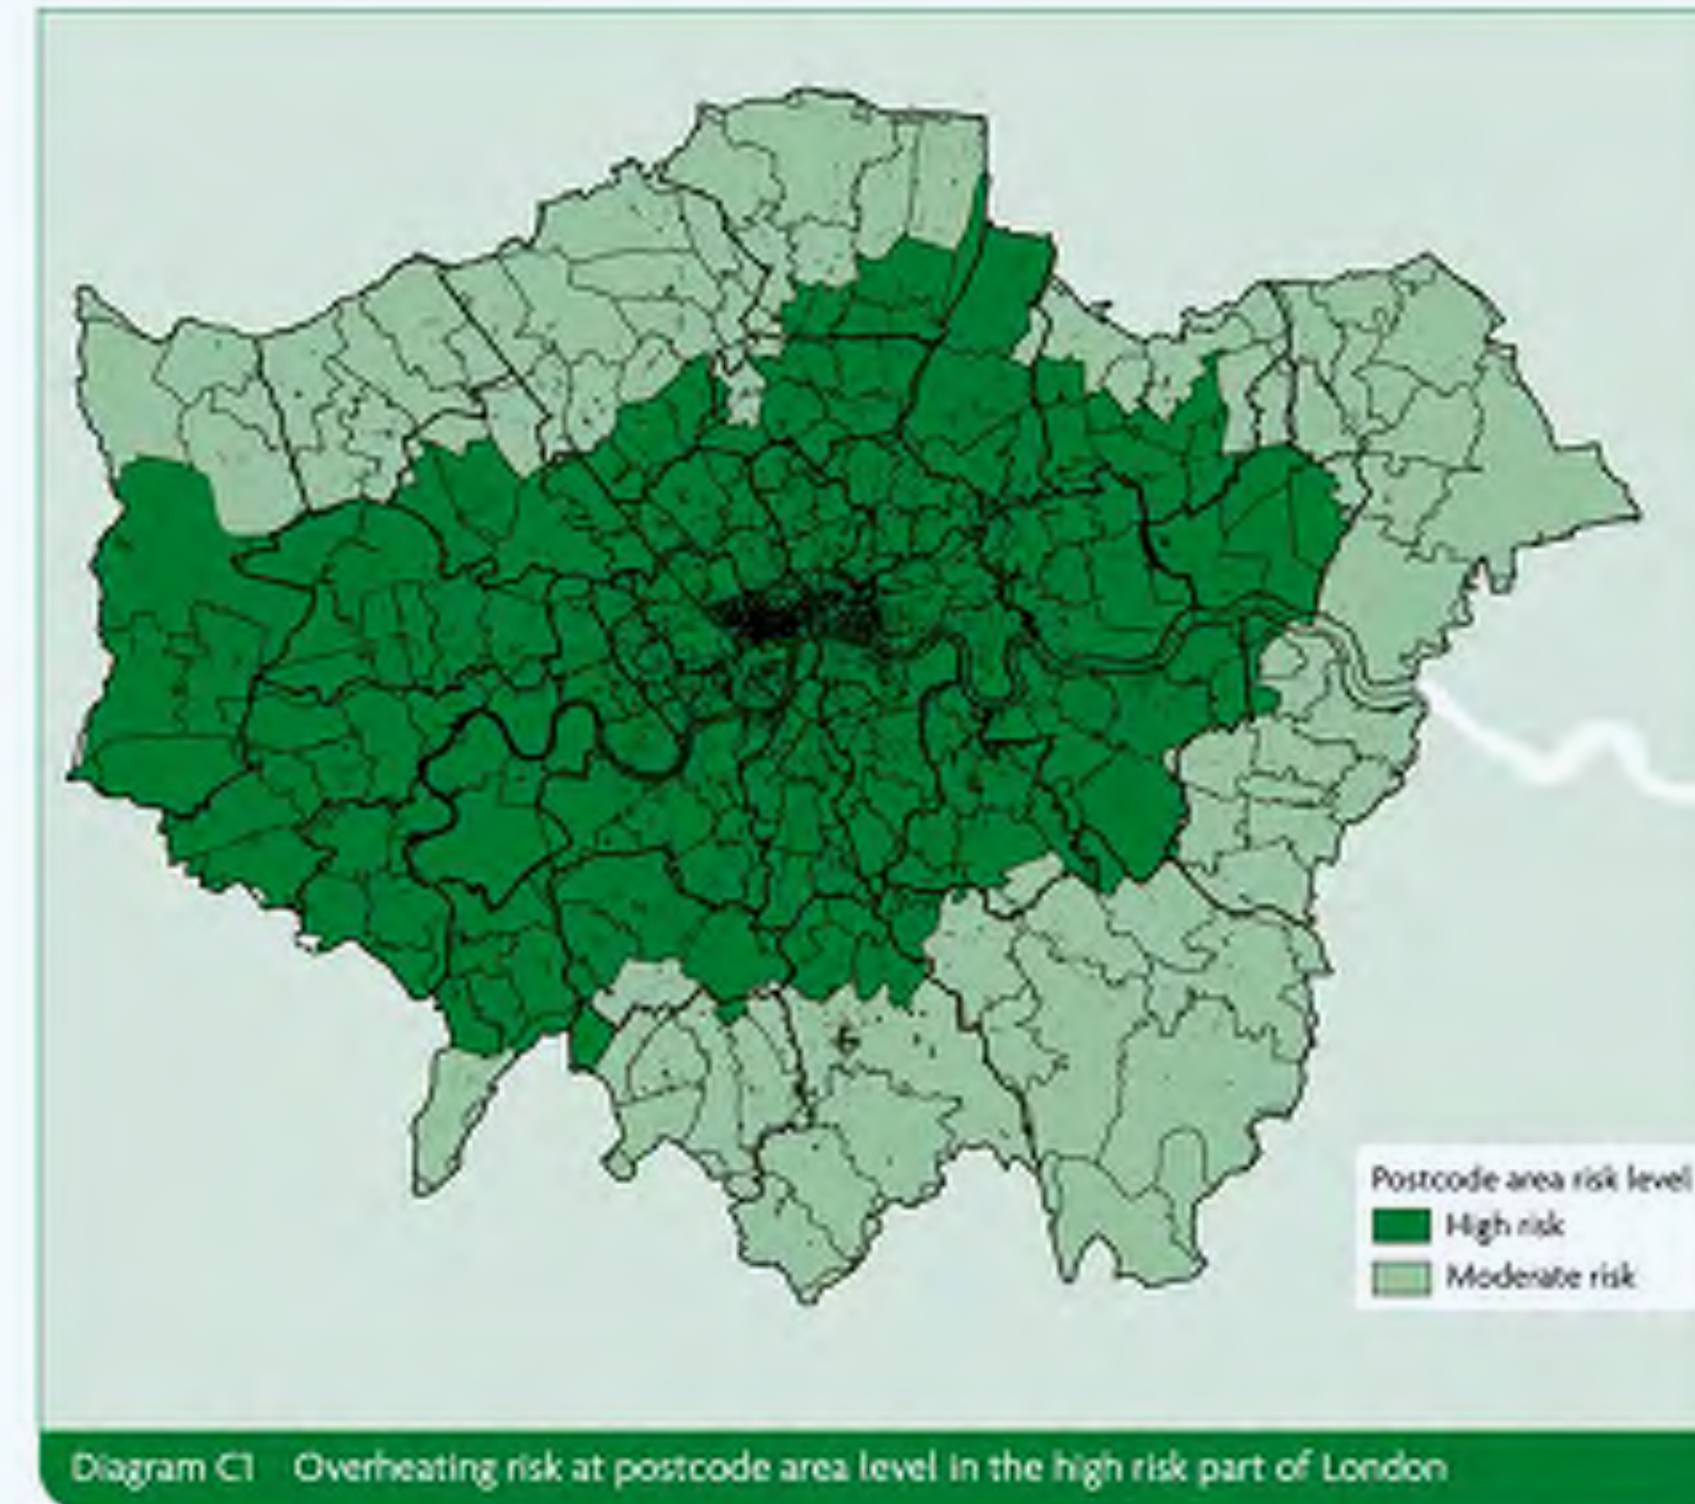 Postcode area risk level
High risk
Moderate risk
Diagram C1 Overheating risk at postcode area level in the high risk part of London